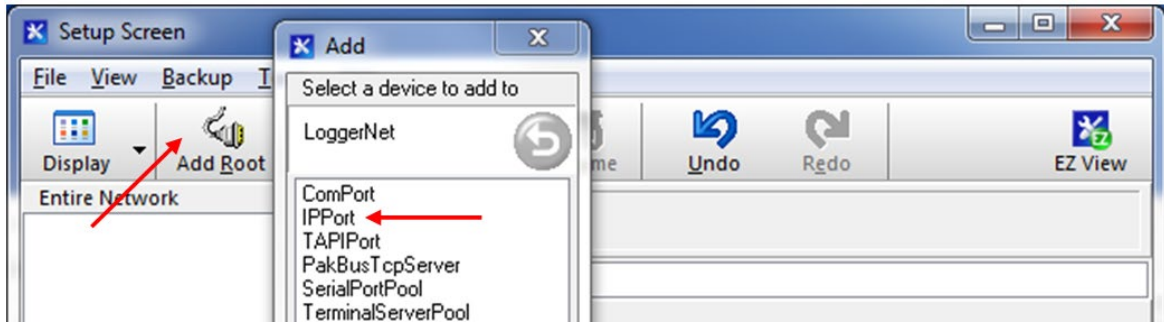 Setup Screen
File View Backup T
Display
Add Root
me
Undo
Redo
EZ View
Entire Network
Add
Select a device to add to
LoggerNet
ComPort
IPPort
TAPIPort
PakBusTcpServer
SerialPortPool
TerminalServerPool